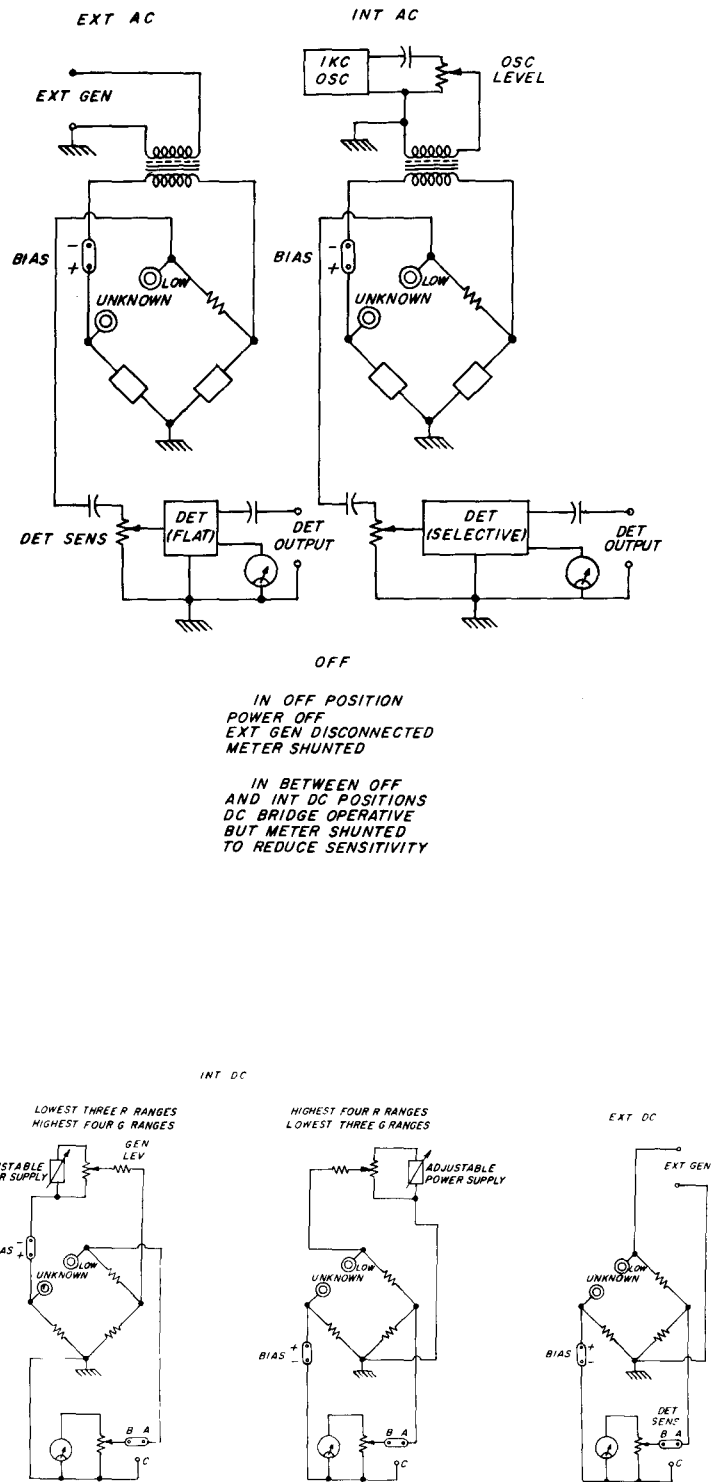 EXT AC
INT AC
EXT GEN
1KC
OSC
OSC
LEVEL
BIAS
-
+
LOW
UNKNOWN
BIAS
-
+
LOW
UNKNOWN
DET SENS
DET
(FLAT)
DET
OUTPUT
DET
(SELECTIVE)
DET
OUTPUT
OFF
IN OFF POSITION
POWER OFF
EXT GEN DISCONNECTED
METER SHUNTED
IN BETWEEN OFF
AND INT DC POSITIONS
DC BRIDGE OPERATIVE
BUT METER SHUNTED
TO REDUCE SENSITIVITY
INT DC
LOWEST THREE R RANGES
HIGHEST FOUR G RANGES
GEN
LEV
STABLE
R SUPPLY
AS
-
+
LOW
UNKNOWN
B A
C
HIGHEST FOUR R RANGES
LOWEST THREE G RANGES
ADJUSTABLE
POWER SUPPLY
LOW
UNKNOWN
BIAS
+
-
B A
C
EXT DC
EXT GEN
LOW
UNKNOWN
BIAS
+
-
DET
SENS
B A
C